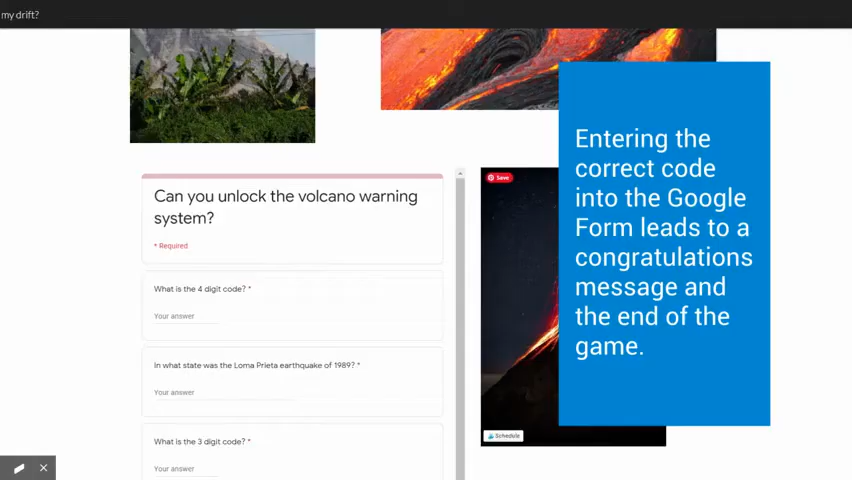 my drift?
Save
Entering the
correct code
into the Google
Form leads to a
congratulations
message and
the end of the
game.
Can you unlock the volcano warning
system?
* Required
What is the 4 digit code? *
Your answer
In what state was the Loma Prieta earthquake of 1989? *
Your answer
What is the 3 digit code? *
Your answer
Schedule